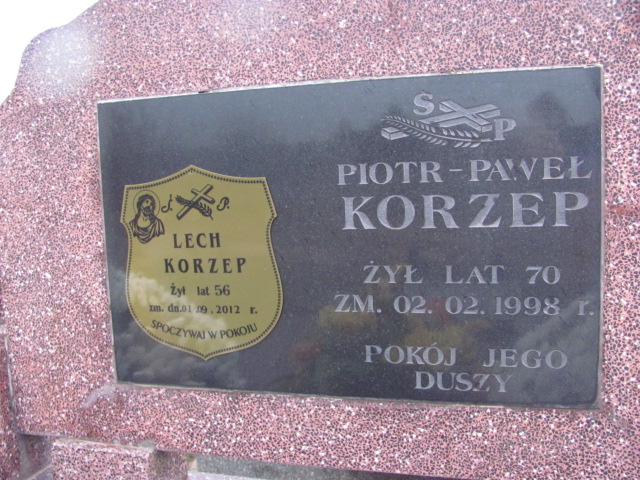 Ś P.
LECH
KORZEP
Żył lat 56
zm. dn. 01.09.2012 r.
SPOCZYWAJ W POKOJU
Ś P
PIOTR-PAWEŁ
KORZEP
ŻYŁ LAT 70
ZM. 02.02.1998 r.
POKÓJ JEGO
DUSZY